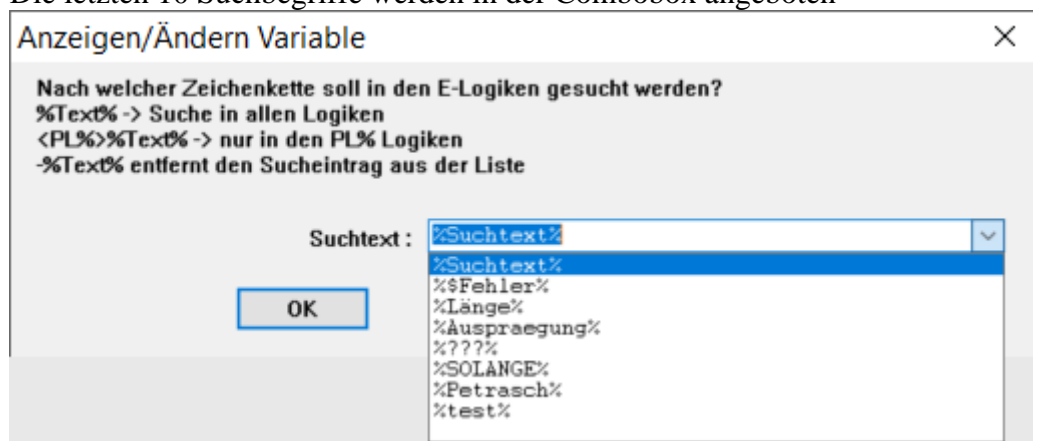 Die letzten 10 Suchbegriffe werden in der Combobox angeboten
Anzeigen/Ändern Variable
Nach welcher Zeichenkette soll in den E-Logiken gesucht werden?
%Text% -> Suche in allen Logiken
<PL%>%Text% -> nur in den PL% Logiken
-%Text% entfernt den Sucheintrag aus der Liste
Suchtext : %Suchtext%
%Suchtext%
%$Fehler%
%Länge%
%Auspraegung%
%???%
%SOLANGE%
%Petrasch%
%test%
OK